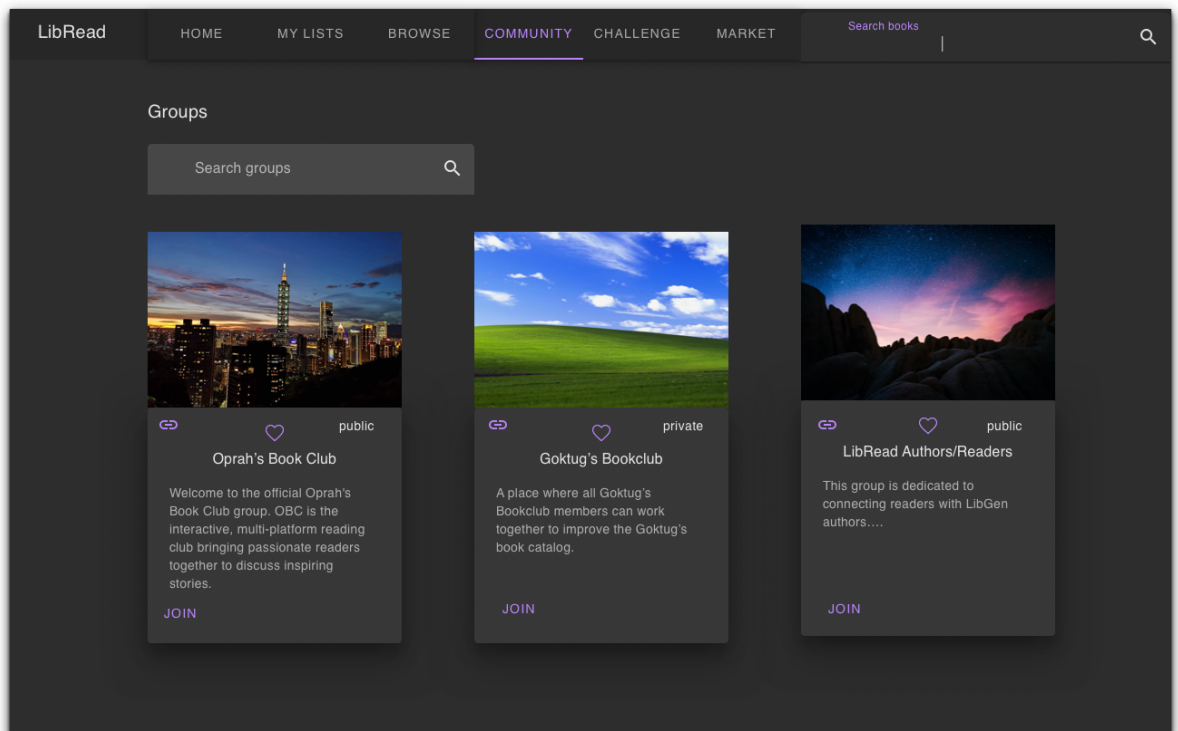 LibRead
HOME
MY LISTS
BROWSE
COMMUNITY
CHALLENGE
MARKET
Search books
Groups
Search groups
public
Oprah's Book Club
Welcome to the official Oprah's
Book Club group. OBC is the
interactive, multi-platform reading
club bringing passionate readers
together to discuss inspiring
stories.
JOIN
private
Goktug's Bookclub
A place where all Goktug's
Bookclub members can work
together to improve the Goktug's
book catalog.
JOIN
public
LibRead Authors/Readers
This group is dedicated to
connecting readers with LibGen
authors....
JOIN